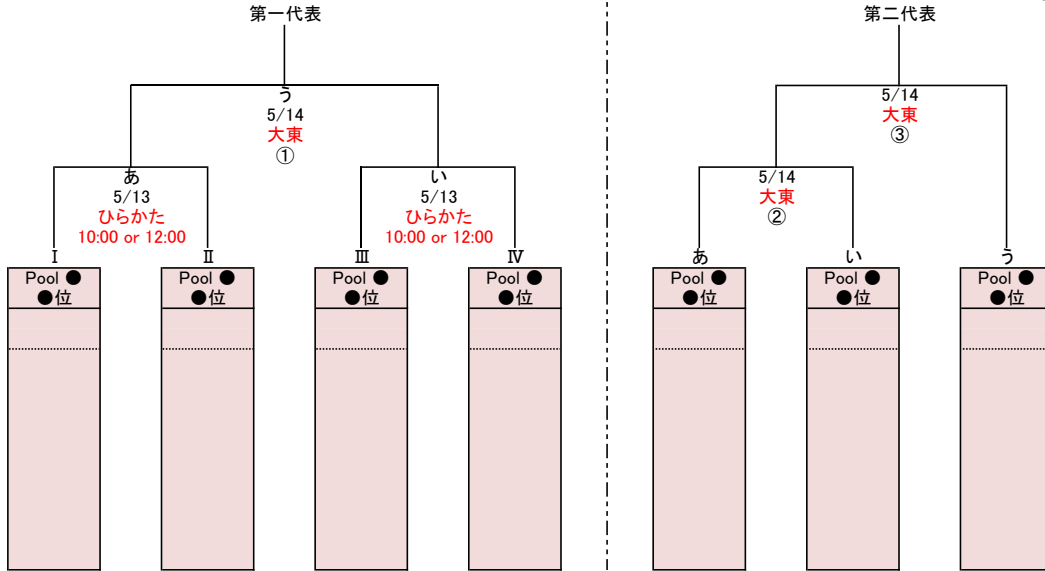 第一代表
う
5/14
大東
①
あ
5/13
ひらかた
10:00 or 12:00
い
5/13
ひらかた
10:00 or 12:00
Ⅰ
Ⅱ
Ⅲ
Ⅳ
Pool ●
●位
Pool ●
●位
Pool ●
●位
Pool ●
●位
第二代表
5/14
大東
③
5/14
大東
②
あ
い
う
Pool ●
●位
Pool ●
●位
Pool ●
●位